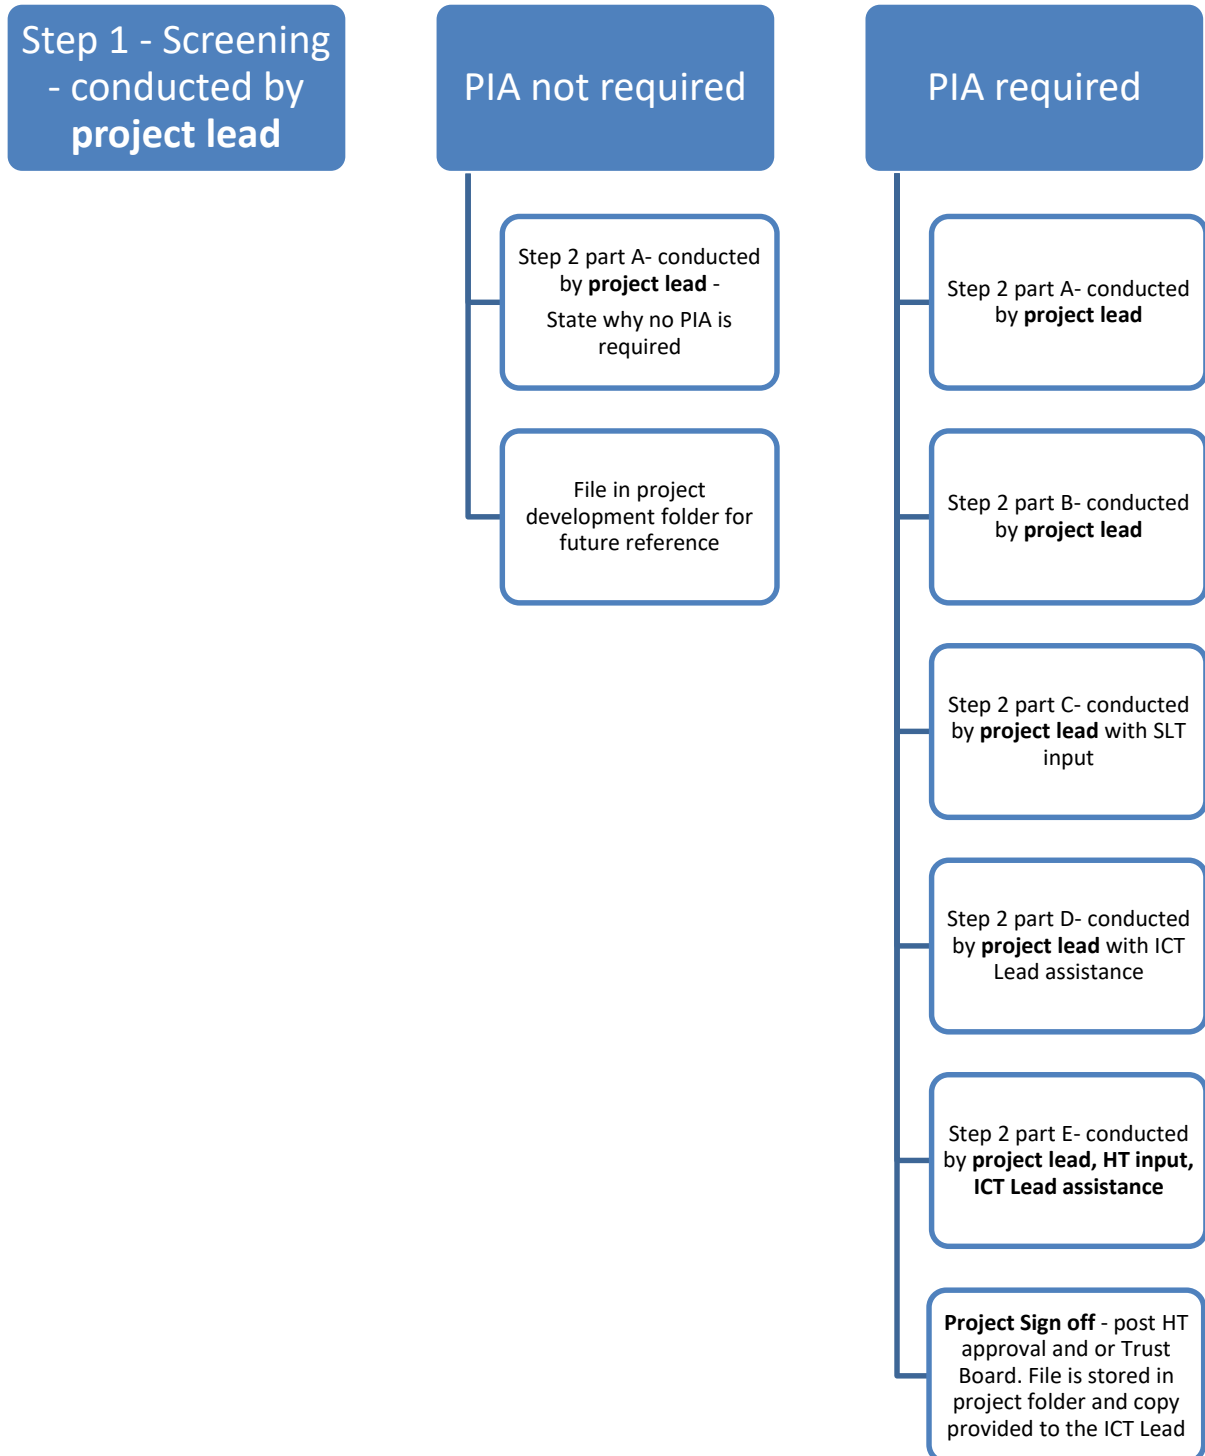 Step 1 - Screening
- conducted by
project lead
PIA not required
Step 2 part A- conducted
by project lead -
State why no PIA is
required
File in project
development folder for
future reference
PIA required
Step 2 part A- conducted
by project lead
Step 2 part B- conducted
by project lead
Step 2 part C- conducted
by project lead with SLT
input
Step 2 part D- conducted
by project lead with ICT
Lead assistance
Step 2 part E- conducted
by project lead, HT input,
ICT Lead assistance
Project Sign off - post HT
approval and or Trust
Board. File is stored in
project folder and copy
provided to the ICT Lead